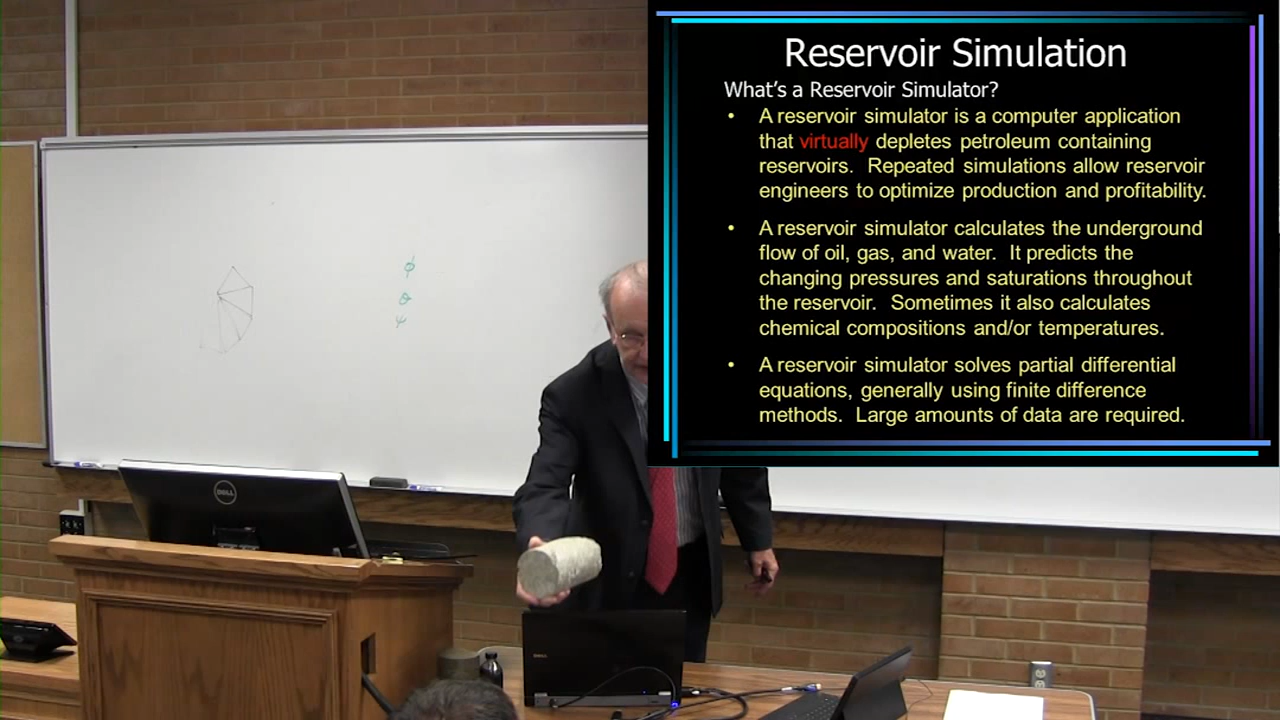 Reservoir Simulation
What's a Reservoir Simulator?
• A reservoir simulator is a computer application
that virtually depletes petroleum containing
reservoirs. Repeated simulations allow reservoir
engineers to optimize production and profitability.
• A reservoir simulator calculates the underground
flow of oil, gas, and water. It predicts the
changing pressures and saturations throughout
the reservoir. Sometimes it also calculates
chemical compositions and/or temperatures.
• A reservoir simulator solves partial differential
equations, generally using finite difference
methods. Large amounts of data are required.
ϕ
θ
ψ
DELL
DELL